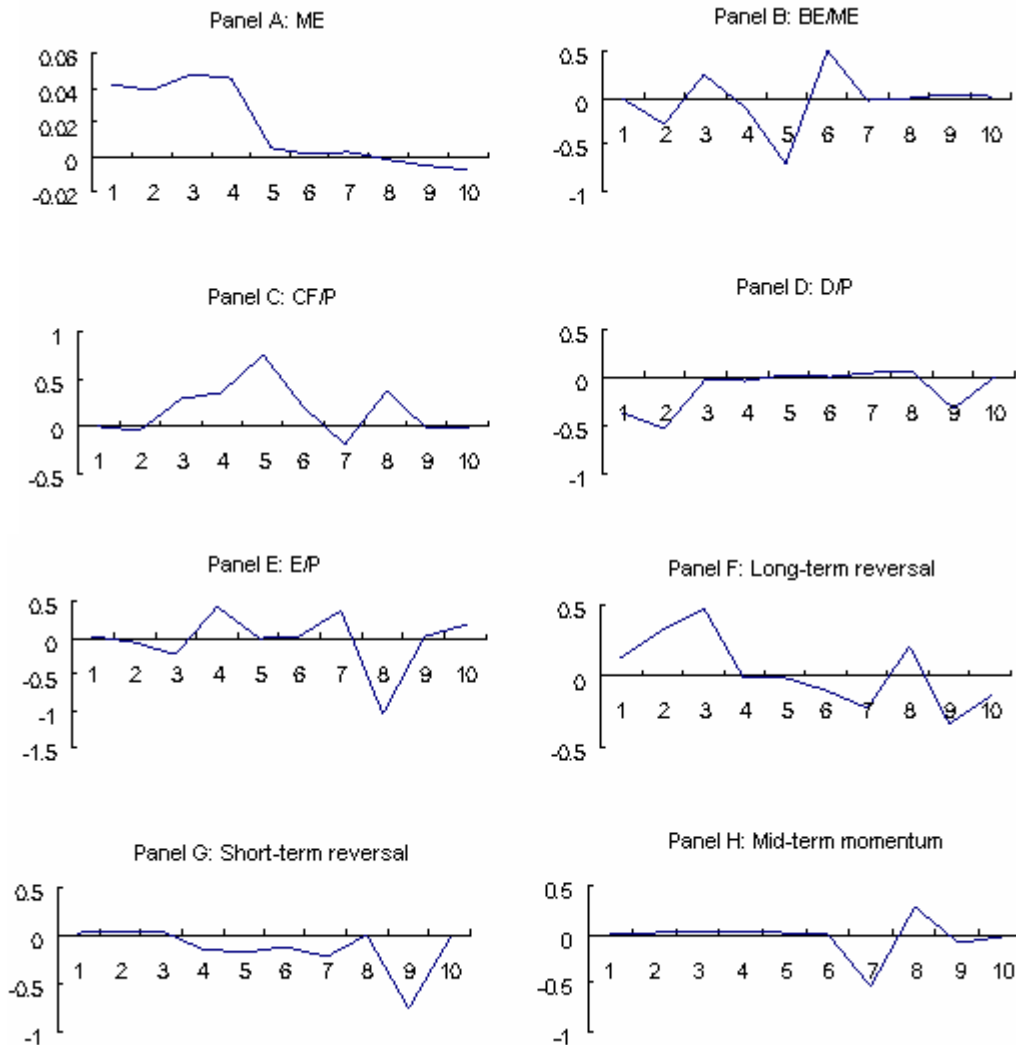 Panel A: ME
0.06
0.04
0.02
0
-0.02
1 2 3 4 5 6 7 8 9 10
Panel B: BE/ME
0.5
0
-0.5
-1
1 2 3 4 5 6 7 8 9 10
Panel C: CF/P
1
0.5
0
-0.5
1 2 3 4 5 6 7 8 9 10
Panel D: D/P
0.5
0
-0.5
-1
1 2 3 4 5 6 7 8 9 10
Panel E: E/P
0.5
0
-0.5
-1
-1.5
1 2 3 4 5 6 7 8 9 10
Panel F: Long-term reversal
0.5
0
-0.5
1 2 3 4 5 6 7 8 9 10
Panel G: Short-term reversal
0.5
0
-0.5
-1
1 2 3 4 5 6 7 8 9 10
Panel H: Mid-term momentum
0.5
0
-0.5
-1
1 2 3 4 5 6 7 8 9 10